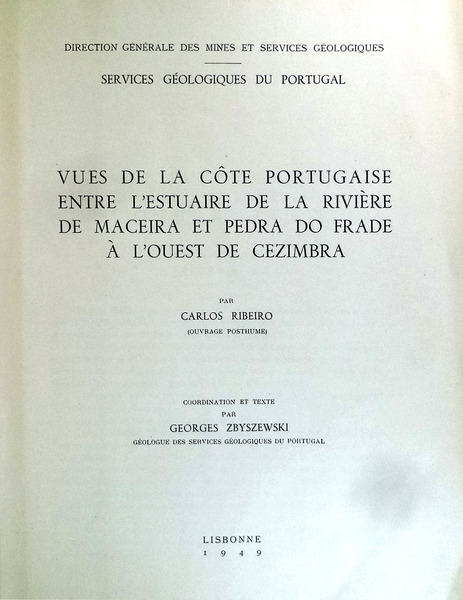 DIRECTION GÉNÉRALE DES MINES ET SERVICES GÉOLOGIQUES
SERVICES GÉOLOGIQUES DU PORTUGAL
VUES DE LA CÔTE PORTUGAISE
ENTRE L'ESTUAIRE DE LA RIVIÈRE
DE MACEIRA ET PEDRA DO FRADE
À L'OUEST DE CEZIMBRA
PAR
CARLOS RIBEIRO
(OUVRAGE POSTHUME)
COORDINATION ET TEXTE
PAR
GEORGES ZBYSZEWSKI
GÉOLOGUE DES SERVICES GÉOLOGIQUES DU PORTUGAL
LISBONNE
1949